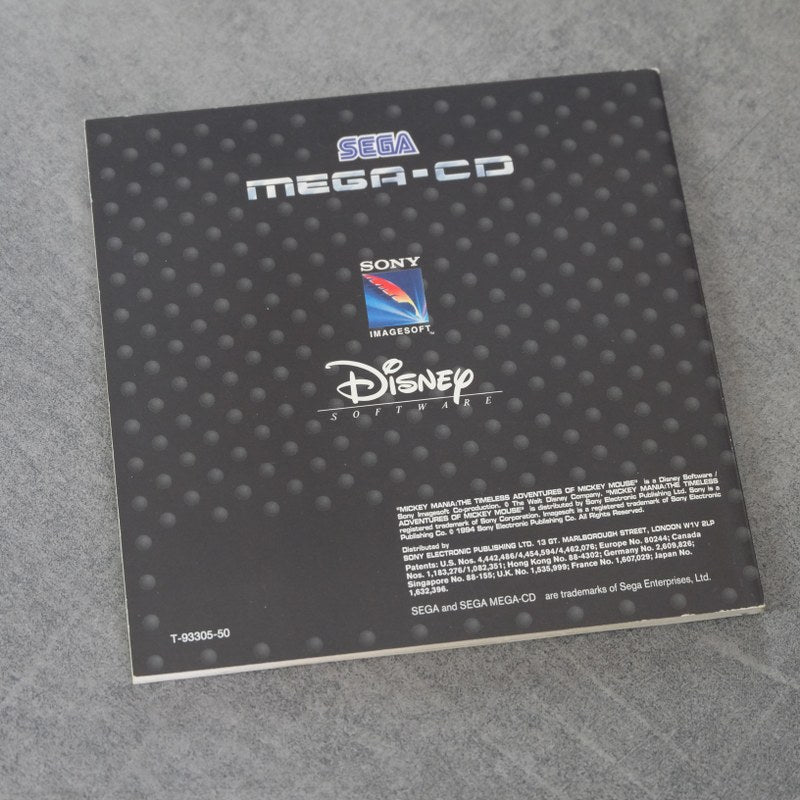 SEGA
MEGA-CD
SONY
IMAGESOFT™
Disney
SOFTWARE
"MICKEY MANIA:THE TIMELESS ADVENTURES OF MICKEY MOUSE" is a Disney Software /
Sony Imagesoft Co-production. © The Walt Disney Company. "MICKEY MANIA:THE TIMELESS
ADVENTURES OF MICKEY MOUSE" is distributed by Sony Electronic Publishing Ltd. Sony is a
registered trademark of Sony Corporation. Imagesoft is a registered trademark of Sony Electronic
Publishing Co. © 1994 Sony Electronic Publishing Co. All Rights Reserved.
Distributed by
SONY ELECTRONIC PUBLISHING LTD. 13 GT. MARLBOROUGH STREET, LONDON W1V 2LP
Patents: U.S. Nos. 4,442,486/4,454,594/4,462,076; Europe No. 80244; Canada
Nos. 1,183,276/1,082,351; Hong Kong No. 88-4302; Germany No. 2,609,826;
Singapore No. 88-155; U.K. No. 1,535,999; France No. 1,607,029; Japan No.
1,632,396.
SEGA and SEGA MEGA-CD are trademarks of Sega Enterprises, Ltd.
T-93305-50